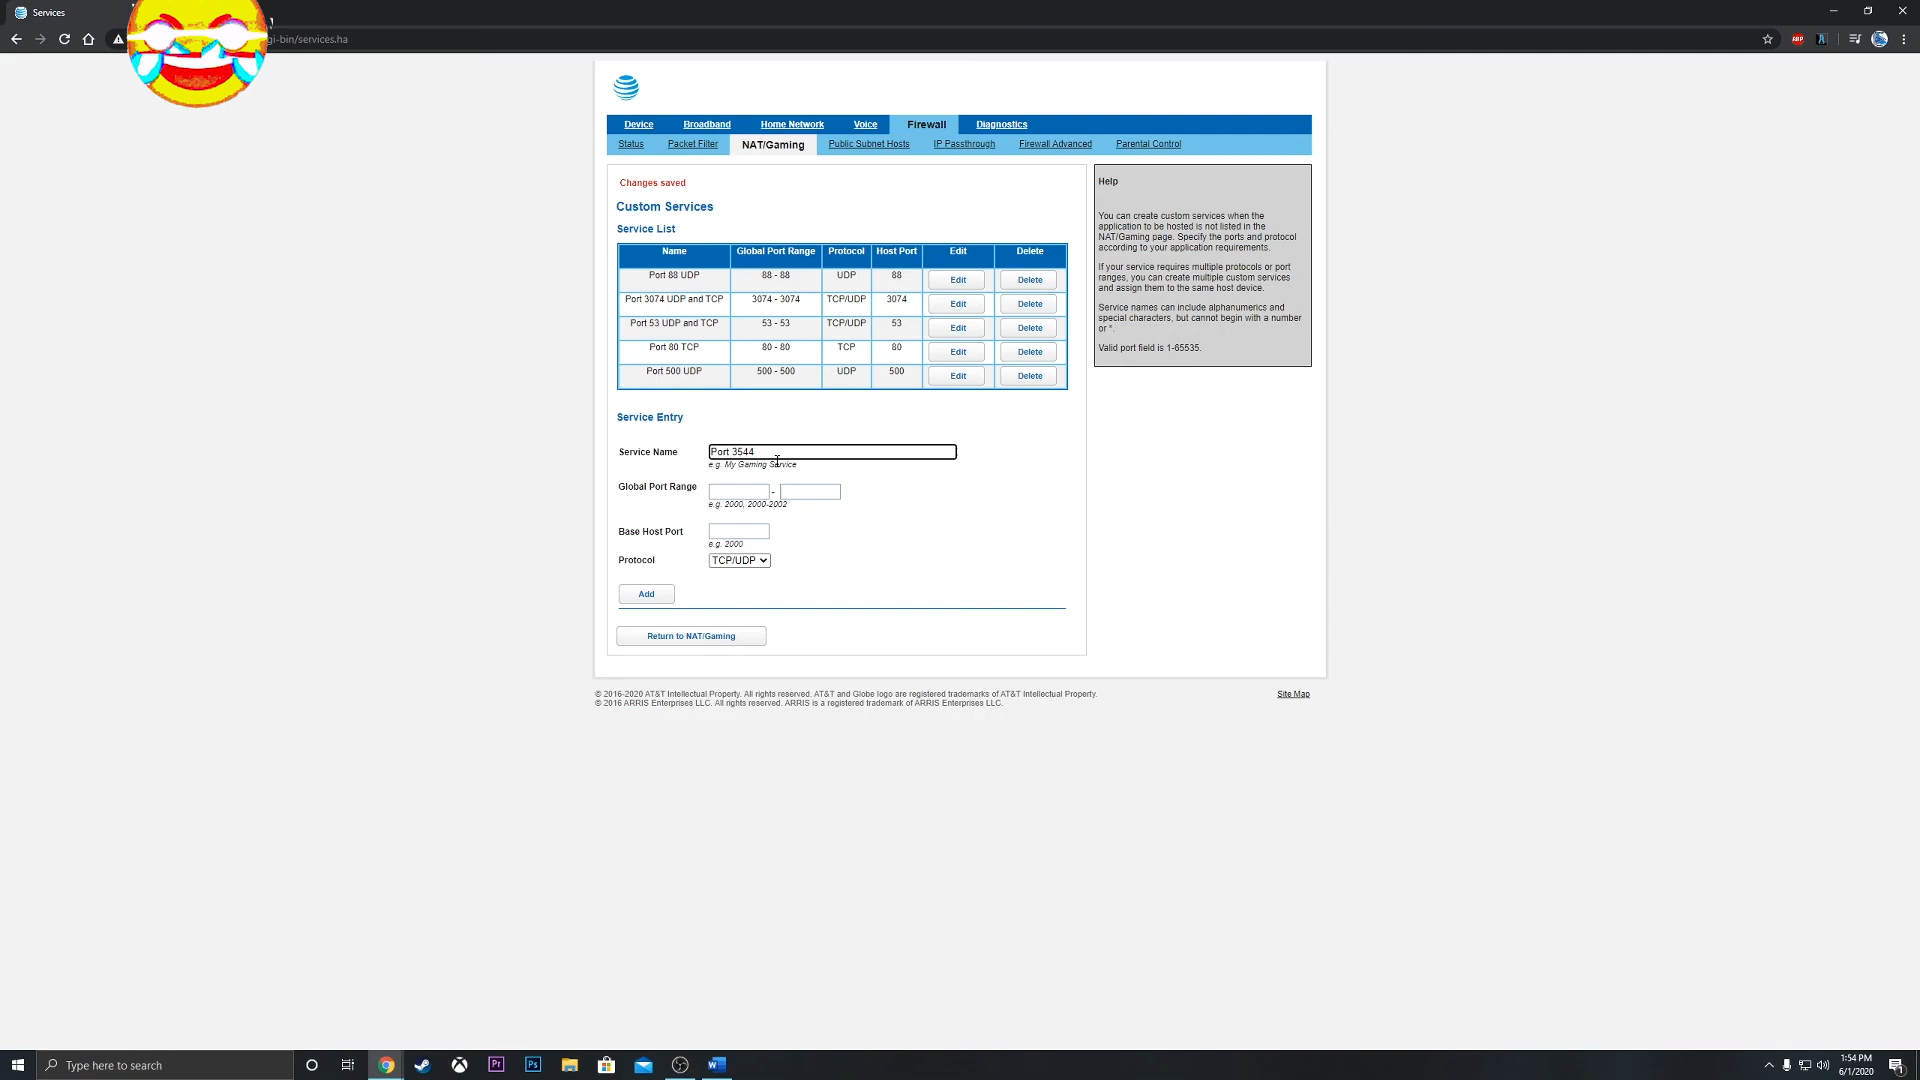 Services
gi-bin/services.ha
ABP
Device Broadband Home Network Voice Firewall Diagnostics
Status Packet Filter NAT/Gaming Public Subnet Hosts IP Passthrough Firewall Advanced Parental Control
Changes saved
Custom Services
Service List
Name Global Port Range Protocol Host Port Edit Delete
Port 88 UDP 88 - 88 UDP 88 Edit Delete
Port 3074 UDP and TCP 3074 - 3074 TCP/UDP 3074 Edit Delete
Port 53 UDP and TCP 53 - 53 TCP/UDP 53 Edit Delete
Port 80 TCP 80 - 80 TCP 80 Edit Delete
Port 500 UDP 500 - 500 UDP 500 Edit Delete
Service Entry
Service Name Port 3544
e.g. My Gaming Service
Global Port Range -
e.g. 2000, 2000-2002
Base Host Port
e.g. 2000
Protocol TCP/UDP
Add
Return to NAT/Gaming
Help
You can create custom services when the
application to be hosted is not listed in the
NAT/Gaming page. Specify the ports and protocol
according to your application requirements.
If your service requires multiple protocols or port
ranges, you can create multiple custom services
and assign them to the same host device.
Service names can include alphanumerics and
special characters, but cannot begin with a number
or *.
Valid port field is 1-65535.
© 2016-2020 AT&T Intellectual Property. All rights reserved. AT&T and Globe logo are registered trademarks of AT&T Intellectual Property.
© 2016 ARRIS Enterprises LLC. All rights reserved. ARRIS is a registered trademark of ARRIS Enterprises LLC.
Site Map
Type here to search
Pr
Ps
W
1:54 PM
6/1/2020